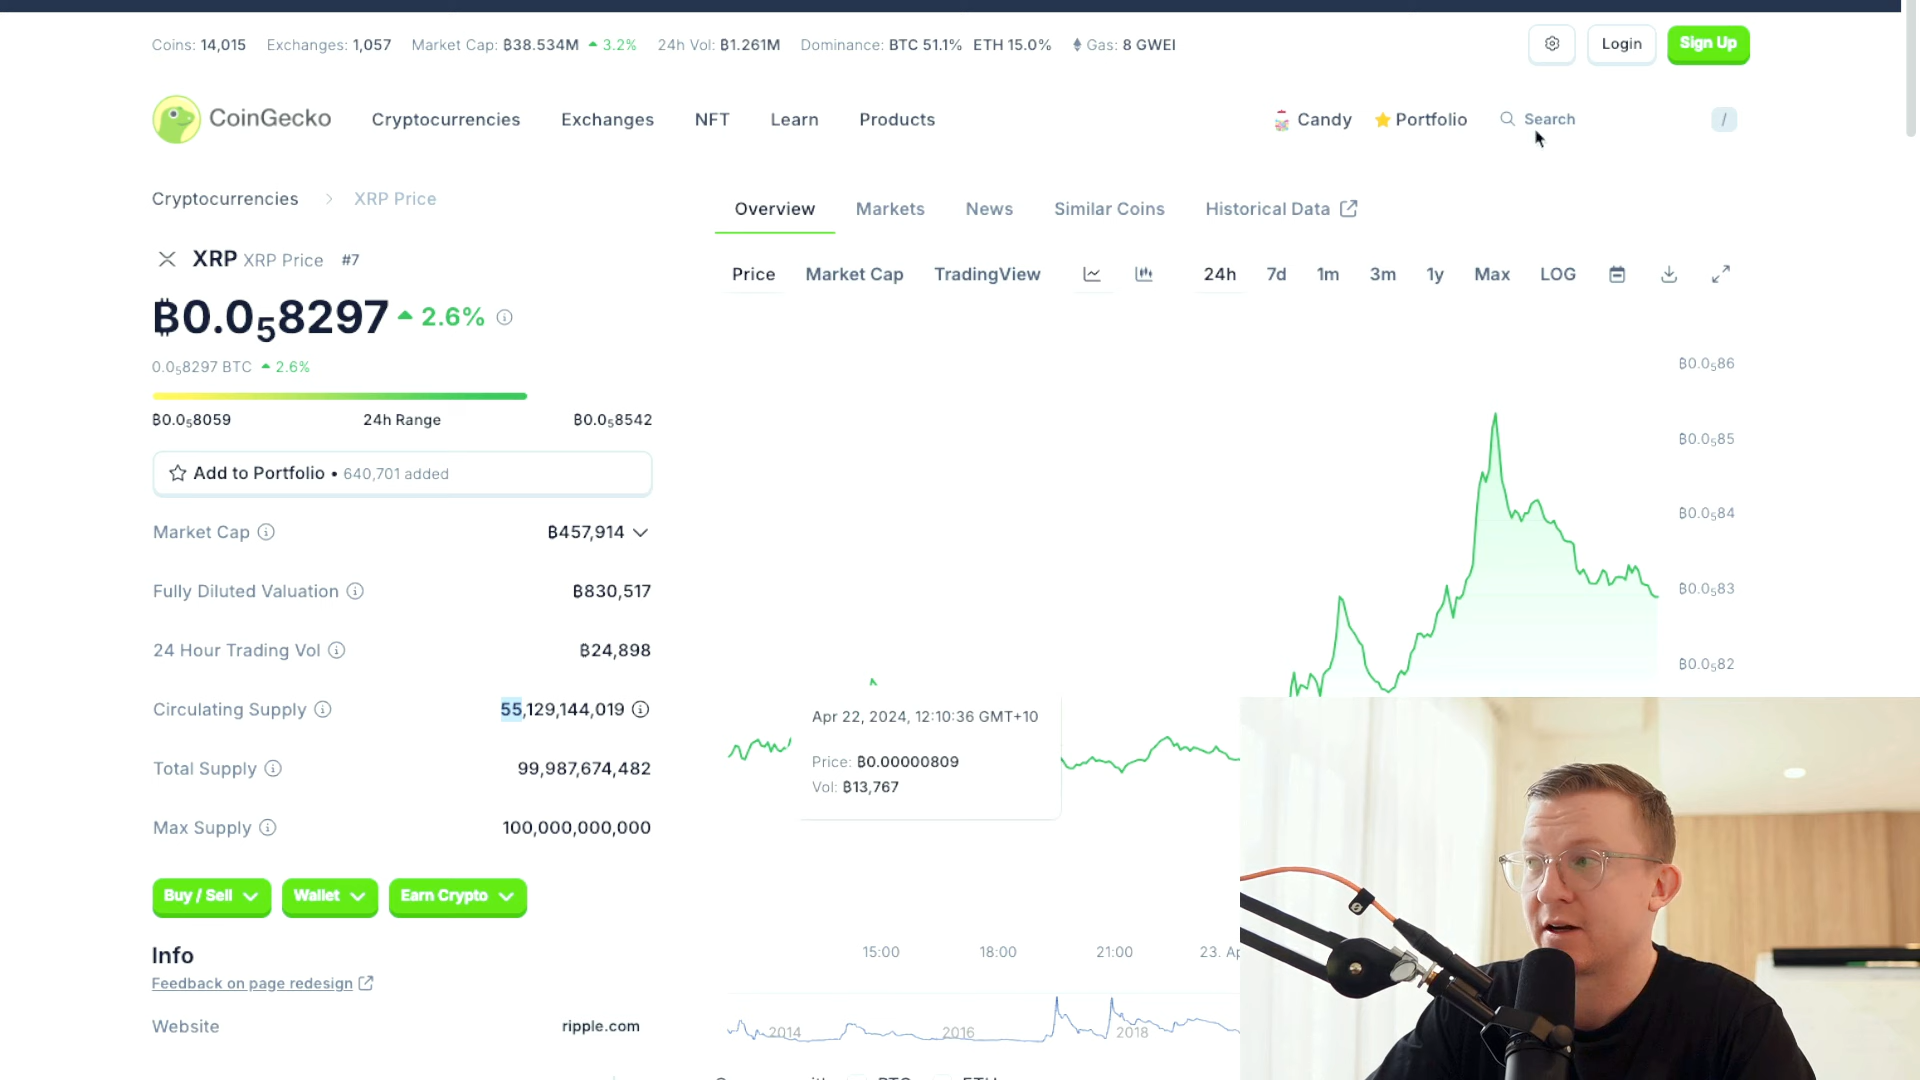 Coins: 14,015 Exchanges: 1,057 Market Cap: ₿38.534M 3.2% 24h Vol: ₿1.261M Dominance: BTC 51.1% ETH 15.0% Gas: 8 GWEI
Login
Sign Up
CoinGecko
Cryptocurrencies Exchanges NFT Learn Products
Candy Portfolio Search /
Cryptocurrencies XRP Price
XRP XRP Price #7
₿0.0₅8297 2.6%
0.0₅8297 BTC 2.6%
₿0.0₅8059 24h Range ₿0.0₅8542
Add to Portfolio • 640,701 added
Market Cap ₿457,914
Fully Diluted Valuation ₿830,517
24 Hour Trading Vol ₿24,898
Circulating Supply 55,129,144,019
Total Supply 99,987,674,482
Max Supply 100,000,000,000
Buy / Sell Wallet Earn Crypto
Info
Feedback on page redesign
Website ripple.com
Overview Markets News Similar Coins Historical Data
Price Market Cap TradingView 24h 7d 1m 3m 1y Max LOG
₿0.0₅86
₿0.0₅85
₿0.0₅84
₿0.0₅83
₿0.0₅82
Apr 22, 2024, 12:10:36 GMT+10
Price: ₿0.00000809
Vol: ₿13,767
15:00 18:00 21:00 23.
2014 2016 2018